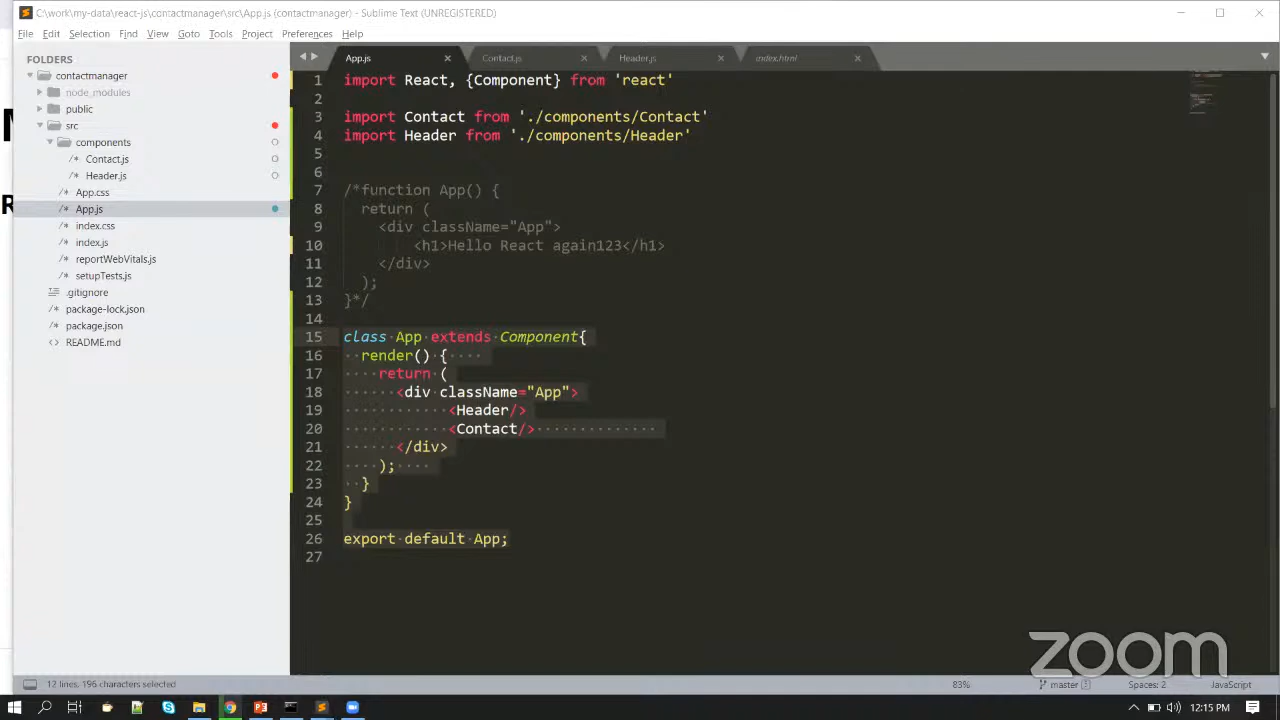 C:\work\my-data\react-js\contactmanager\src\App.js (contactmanager) - Sublime Text (UNREGISTERED)
File Edit Selection Find View Goto Tools Project Preferences Help
FOLDERS
contactmanager
node_modules
public
src
components
Contact.js
Header.js
App.css
App.js
index.css
index.js
reportWebVitals.js
setupTests.js
.gitignore
package-lock.json
package.json
README.md
App.js Contact.js Header.js index.html
1 import React, {Component} from 'react'
2
3 import Contact from './components/Contact'
4 import Header from './components/Header'
5
6
7 /*function App() {
8 return (
9 <div className="App">
10 <h1>Hello React again123</h1>
11 </div>
12 );
13 }*/
14
15 class App extends Component{
16 render() {
17 return (
18 <div className="App">
19 <Header/>
20 <Contact/>
21 </div>
22 );
23 }
24 }
25
26 export default App;
27
zoom
12 lines, 196 characters selected
83%
master
Spaces: 2
JavaScript
12:15 PM